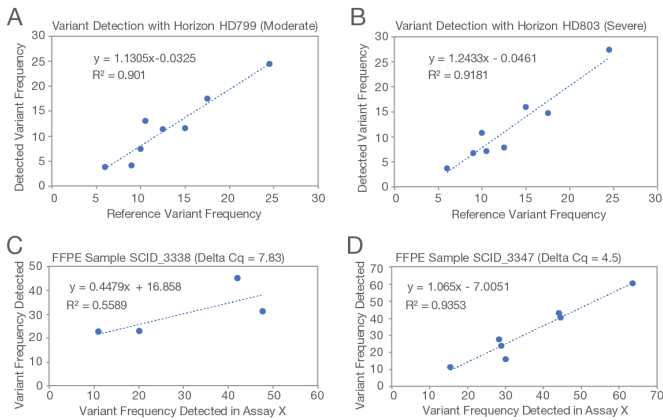 A
Variant Detection with Horizon HD799 (Moderate)
Detected Variant Frequency
30
25
20
15
10
5
0
y = 1.1305x-0.0325
R² = 0.901
0 5 10 15 20 25 30
Reference Variant Frequency
B
Variant Detection with Horizon HD803 (Severe)
Detected Variant Frequency
30
25
20
15
10
5
0
y = 1.2433x - 0.0461
R² = 0.9181
0 5 10 15 20 25 30
Reference Variant Frequency
C
FFPE Sample SCID_3338 (Delta Cq = 7.83)
Variant Frequency Detected
50
40
30
20
10
0
y = 0.4479x + 16.858
R² = 0.5589
0 10 20 30 40 50 60
Variant Frequency Detected in Assay X
D
FFPE Sample SCID_3347 (Delta Cq = 4.5)
Variant Frequency Detected
70
60
50
40
30
20
10
0
y = 1.065x - 7.0051
R² = 0.9353
0 10 20 30 40 50 60 70
Variant Frequency Detected in Assay X